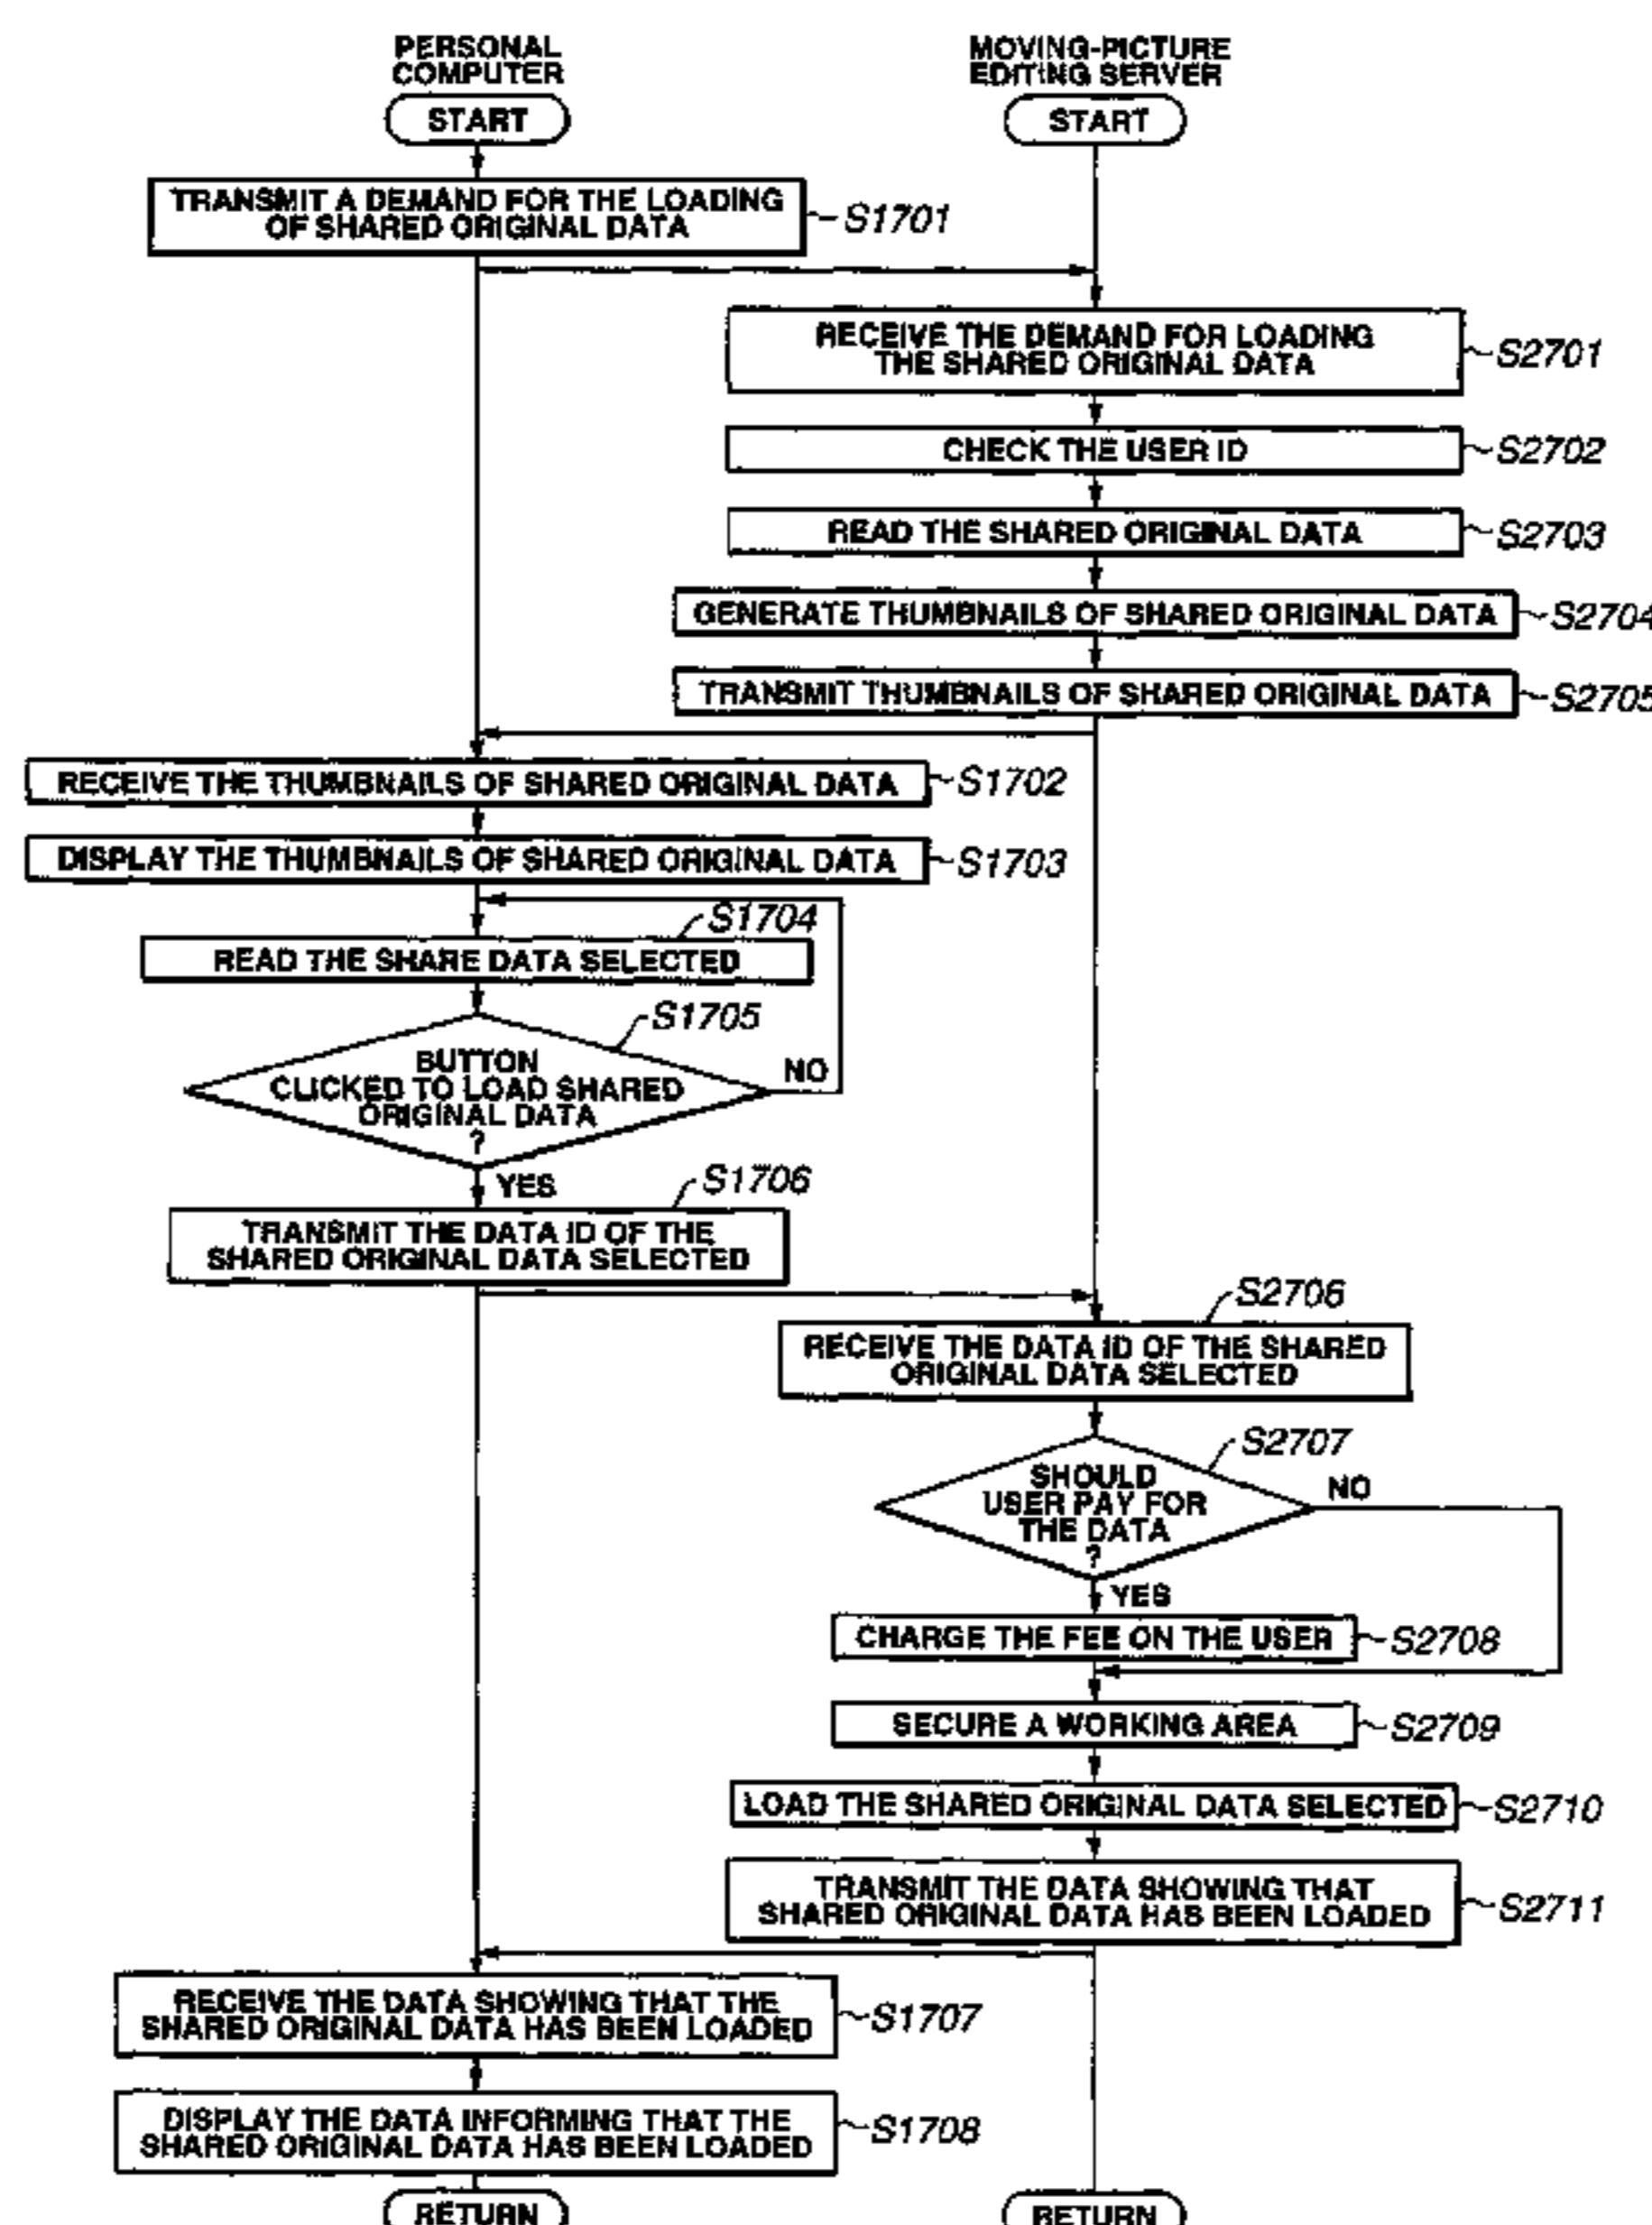 PERSONAL
COMPUTER
MOVING-PICTURE
EDITING SERVER
START
START
TRANSMIT A DEMAND FOR THE LOADING
OF SHARED ORIGINAL DATA
S1701
RECEIVE THE DEMAND FOR LOADING
THE SHARED ORIGINAL DATA
S2701
CHECK THE USER ID
S2702
READ THE SHARED ORIGINAL DATA
S2703
GENERATE THUMBNAILS OF SHARED ORIGINAL DATA
S2704
TRANSMIT THUMBNAILS OF SHARED ORIGINAL DATA
S2705
RECEIVE THE THUMBNAILS OF SHARED ORIGINAL DATA
S1702
DISPLAY THE THUMBNAILS OF SHARED ORIGINAL DATA
S1703
S1704
READ THE SHARE DATA SELECTED
S1705
BUTTON
CLICKED TO LOAD SHARED
ORIGINAL DATA
?
NO
YES
S1706
TRANSMIT THE DATA ID OF THE
SHARED ORIGINAL DATA SELECTED
S2706
RECEIVE THE DATA ID OF THE SHARED
ORIGINAL DATA SELECTED
S2707
SHOULD
USER PAY FOR
THE DATA
?
NO
YES
CHARGE THE FEE ON THE USER
S2708
SECURE A WORKING AREA
S2709
LOAD THE SHARED ORIGINAL DATA SELECTED
S2710
TRANSMIT THE DATA SHOWING THAT
SHARED ORIGINAL DATA HAS BEEN LOADED
S2711
RECEIVE THE DATA SHOWING THAT THE
SHARED ORIGINAL DATA HAS BEEN LOADED
S1707
DISPLAY THE DATA INFORMING THAT THE
SHARED ORIGINAL DATA HAS BEEN LOADED
S1708
RETURN
RETURN